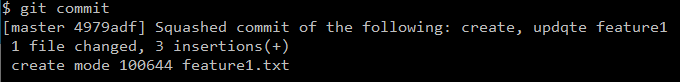 $ git commit
[master 4979adf] Squashed commit of the following: create, updqte feature1
1 file changed, 3 insertions(+)
create mode 100644 feature1.txt